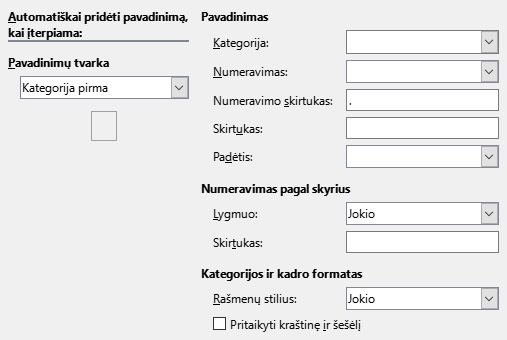 Automatiškai pridėti pavadinimą,
kai įterpiama:
Pavadinimų tvarka
Kategorija pirma
Pavadinimas
Kategorija:
Numeravimas:
Numeravimo skirtukas: .
Skirtukas:
Padėtis:
Numeravimas pagal skyrius
Lygmuo: Jokio
Skirtukas:
Kategorijos ir kadro formatas
Rašmenų stilius: Jokio
Pritaikyti kraštinę ir šešėlį